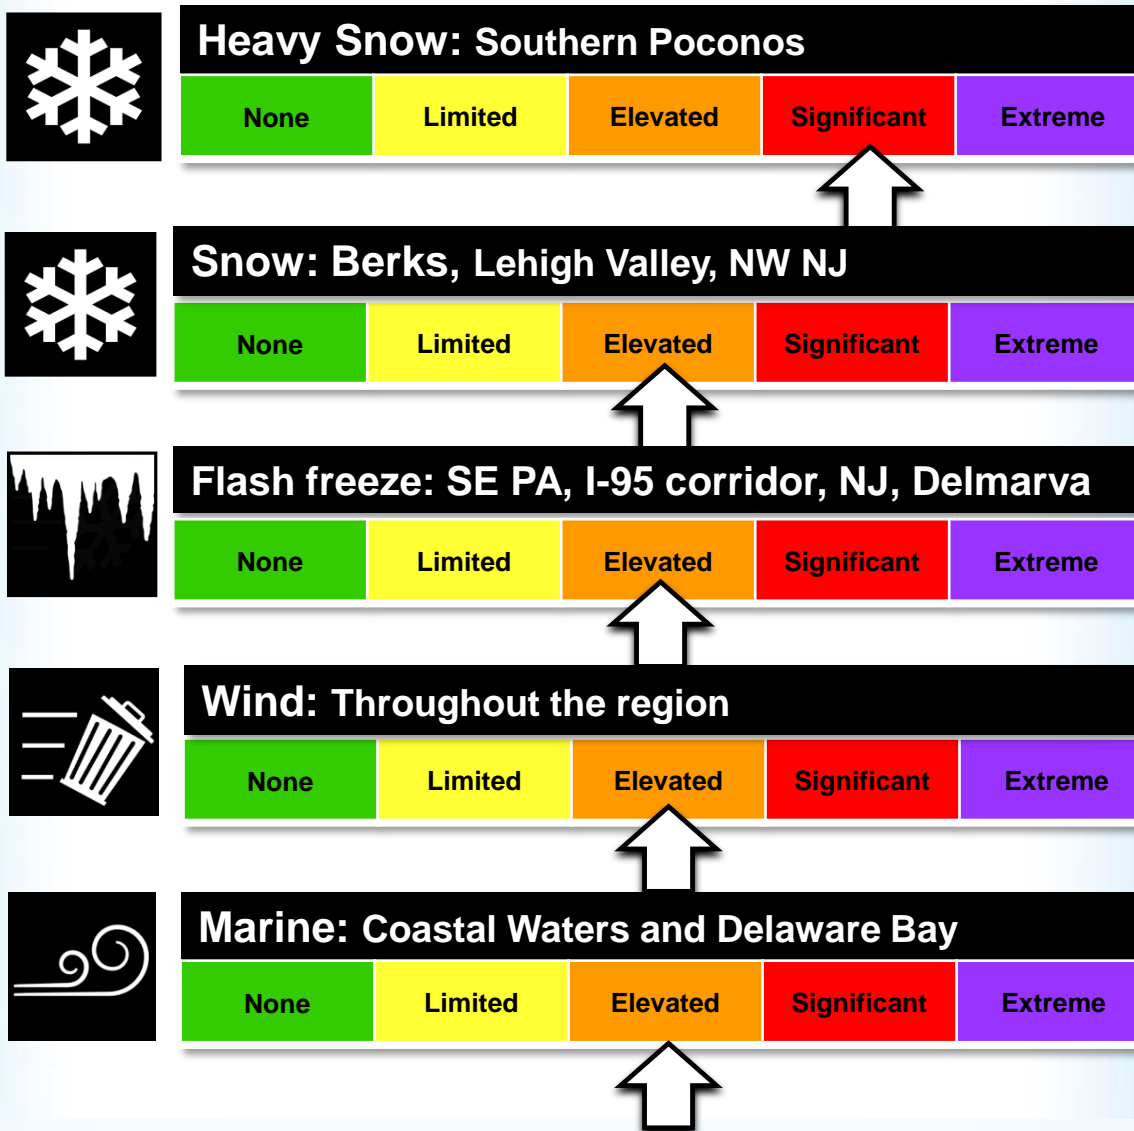 Heavy Snow: Southern Poconos
None Limited Elevated Significant Extreme
Snow: Berks, Lehigh Valley, NW NJ
None Limited Elevated Significant Extreme
Flash freeze: SE PA, I-95 corridor, NJ, Delmarva
None Limited Elevated Significant Extreme
Wind: Throughout the region
None Limited Elevated Significant Extreme
Marine: Coastal Waters and Delaware Bay
None Limited Elevated Significant Extreme